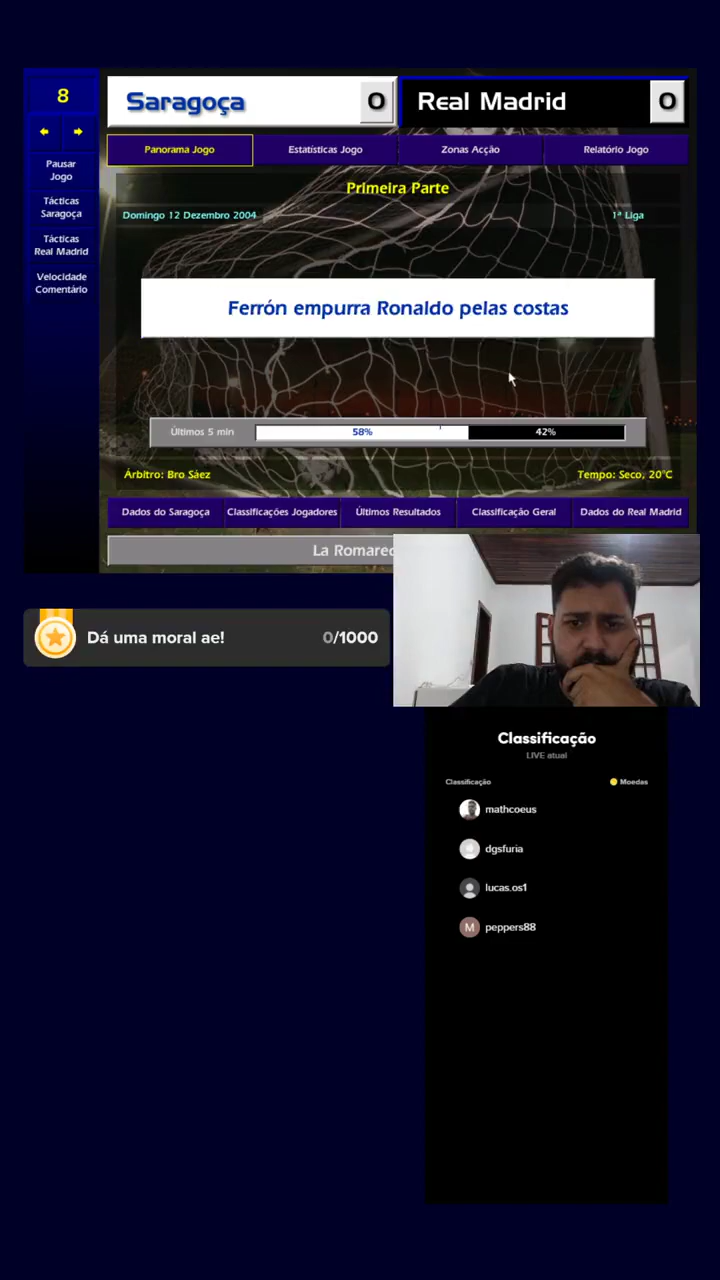 8
Saragoça 0
Real Madrid 0
Pausar
Jogo
Tácticas
Saragoça
Tácticas
Real Madrid
Velocidade
Comentário
Panorama Jogo
Estatísticas Jogo
Zonas Acção
Relatório Jogo
Primeira Parte
Domingo 12 Dezembro 2004
1ª Liga
Ferrón empurra Ronaldo pelas costas
Últimos 5 min
58%
42%
Árbitro: Bro Sáez
Tempo: Seco, 20°C
Dados do Saragoça
Classificações Jogadores
Últimos Resultados
Classificação Geral
Dados do Real Madrid
La Romarec
Dá uma moral ae! 0/1000
Classificação
LIVE atual
Classificação
Moedas
mathcoeus
dgsfuria
lucas.os1
M peppers88